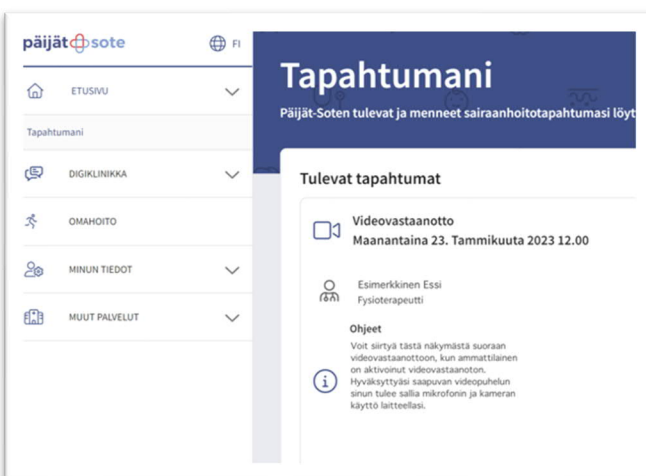 päijät sote
FI
ETUSIVU
Tapahtumani
DIGIKLINIKKA
OMAHOITO
MINUN TIEDOT
MUUT PALVELUT
Tapahtumani
Päijät-Soten tulevat ja menneet sairaanhoitotapahtumasi löyt
Tulevat tapahtumat
Videovastaanotto
Maanantaina 23. Tammikuuta 2023 12.00
Esimerkkinen Essi
Fysioterapeutti
Ohjeet
Voit siirtyä tästä näkymästä suoraan
videovastaanottoon, kun ammattilainen
on aktivoinut videovastaanoton.
Hyväksyttyäsi saapuvan videopuhelun
sinun tulee sallia mikrofonin ja kameran
käyttö laitteellasi.